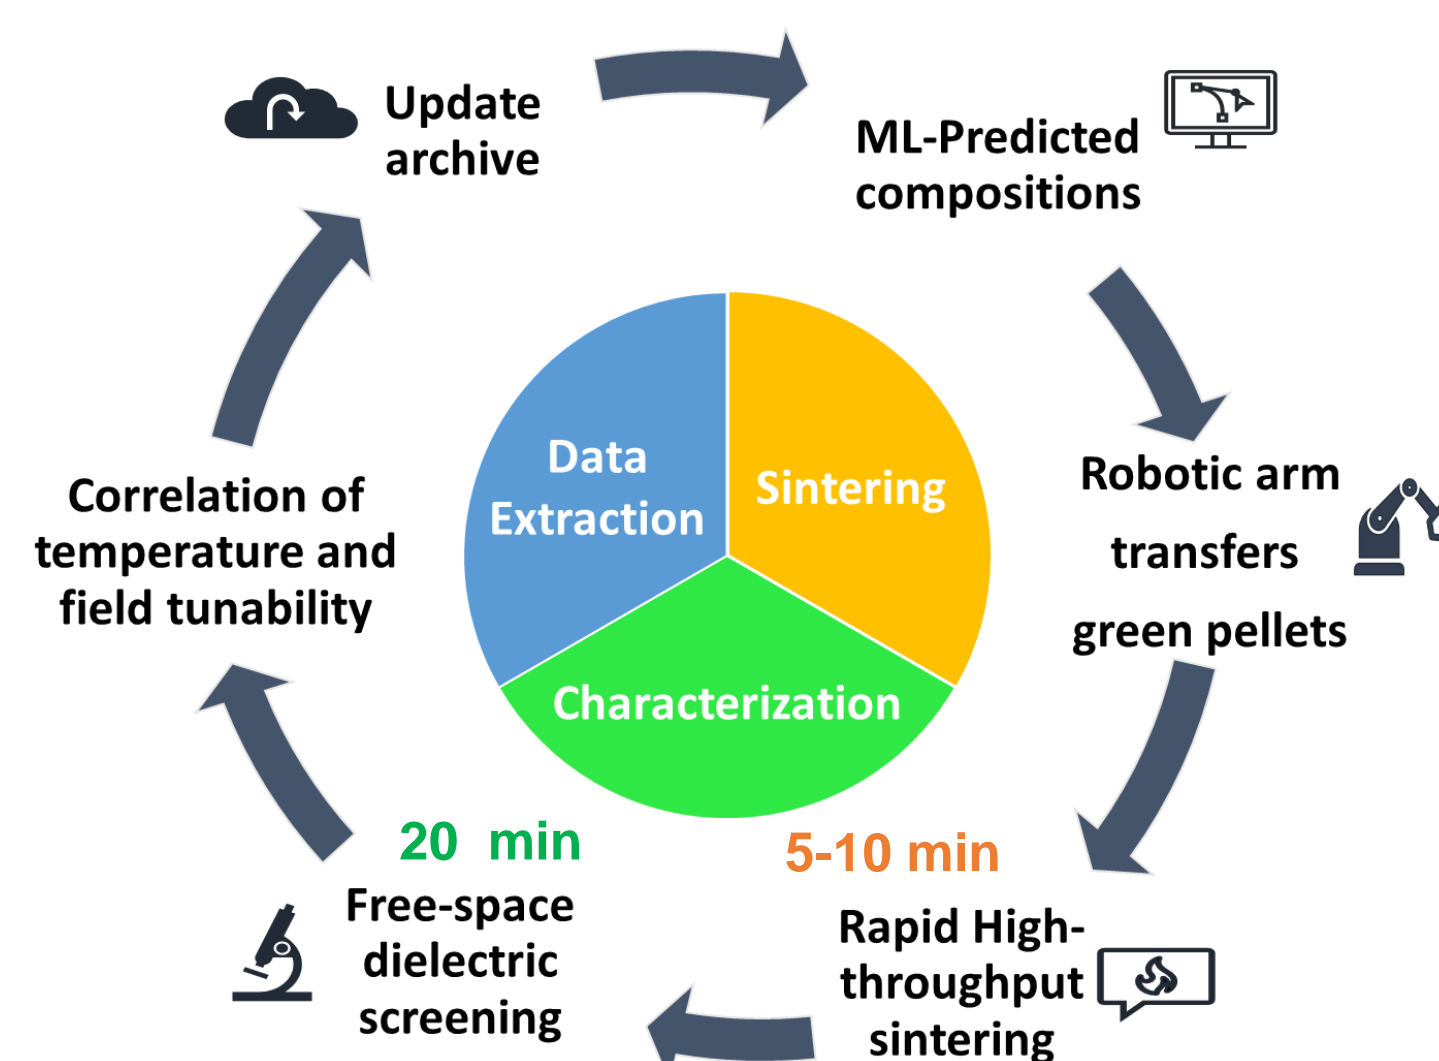 Update
archive
ML-Predicted
compositions
Data
Extraction
Sintering
Characterization
Robotic arm
transfers
green pellets
5-10 min
Rapid High-
throughput
sintering
20 min
Free-space
dielectric
screening
Correlation of
temperature and
field tunability